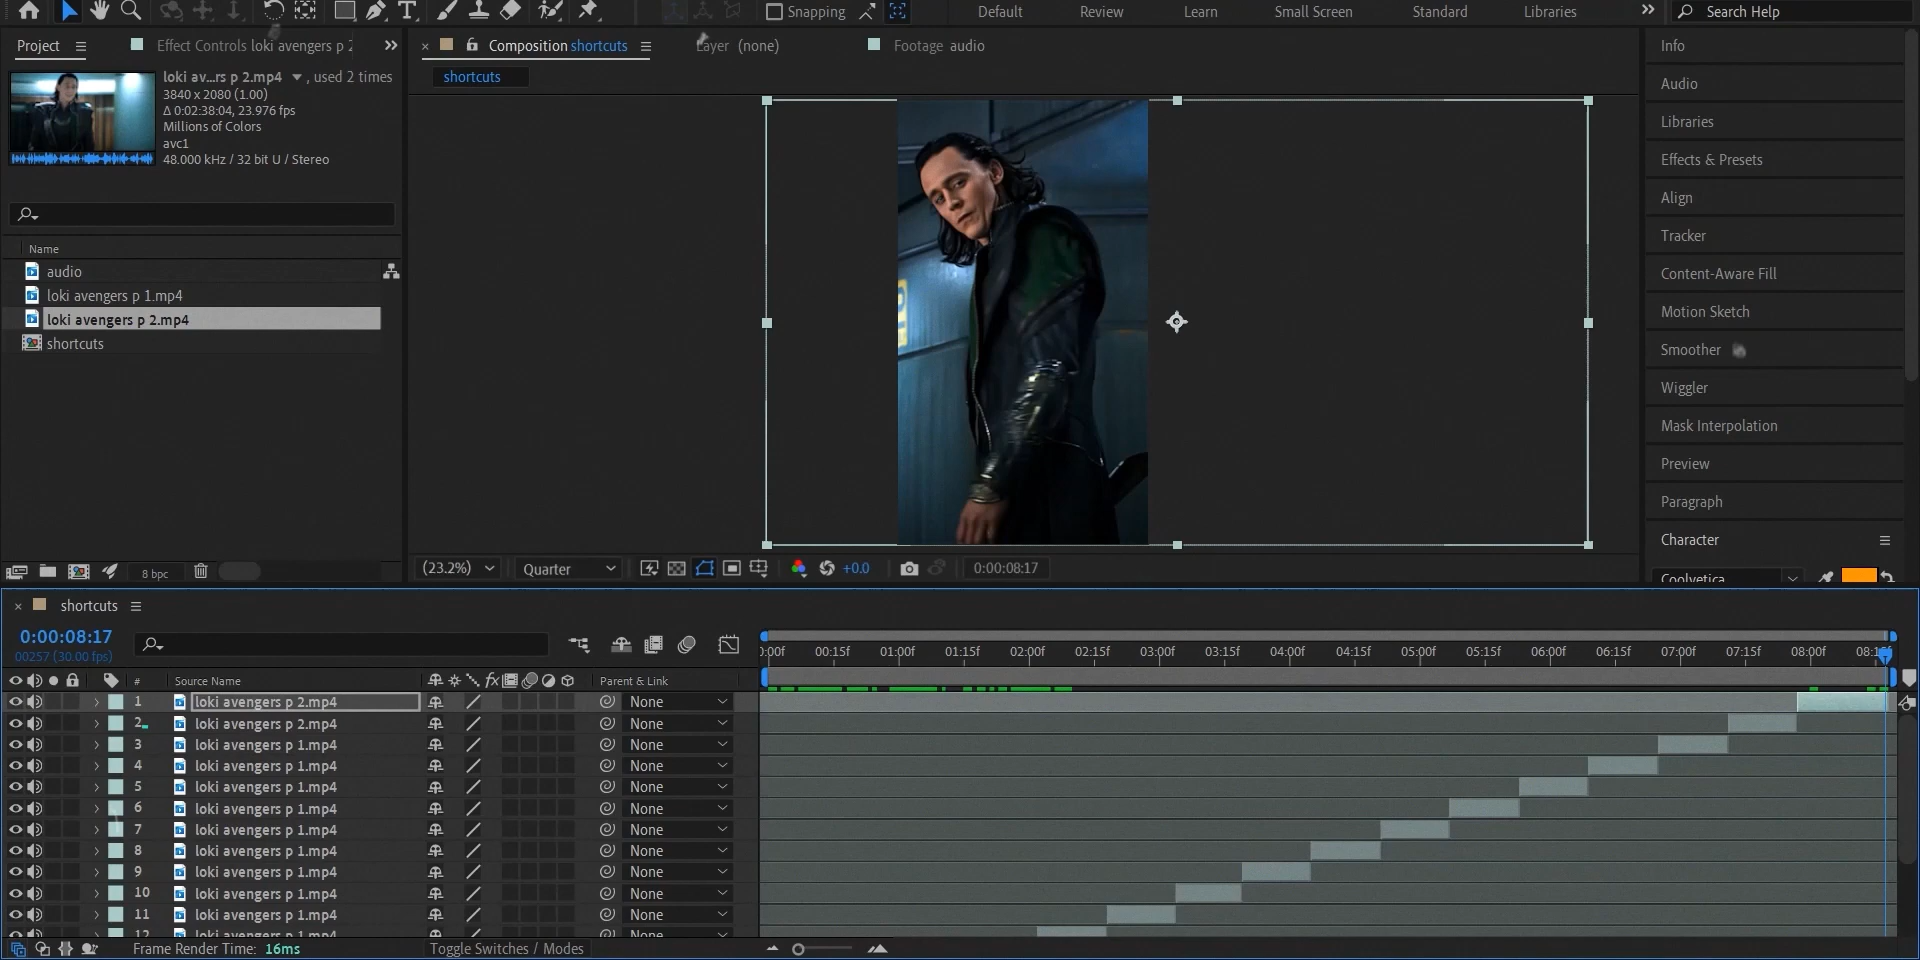 Snapping
Default
Review
Learn
Small Screen
Standard
Libraries
Search Help
Project
Effect Controls loki avengers p 2
Composition shortcuts
Layer (none)
Footage audio
shortcuts
loki av...rs p 2.mp4 , used 2 times
3840 x 2080 (1.00)
Δ 0:02:38:04, 23.976 fps
Millions of Colors
avc1
48.000 kHz / 32 bit U / Stereo
Name
audio
loki avengers p 1.mp4
loki avengers p 2.mp4
shortcuts
8 bpc
(23.2%)
Quarter
+0.0
0:00:08:17
Info
Audio
Libraries
Effects & Presets
Align
Tracker
Content-Aware Fill
Motion Sketch
Smoother
Wiggler
Mask Interpolation
Preview
Paragraph
Character
Coolvetica
shortcuts
0:00:08:17
00257 (30.00 fps)
0:00f 00:15f 01:00f 01:15f 02:00f 02:15f 03:00f 03:15f 04:00f 04:15f 05:00f 05:15f 06:00f 06:15f 07:00f 07:15f 08:00f 08:15f
# Source Name fx Parent & Link
1 loki avengers p 2.mp4 None
2 loki avengers p 2.mp4 None
3 loki avengers p 1.mp4 None
4 loki avengers p 1.mp4 None
5 loki avengers p 1.mp4 None
6 loki avengers p 1.mp4 None
7 loki avengers p 1.mp4 None
8 loki avengers p 1.mp4 None
9 loki avengers p 1.mp4 None
10 loki avengers p 1.mp4 None
11 loki avengers p 1.mp4 None
12 loki avengers p 1.mp4 None
Frame Render Time: 16ms
Toggle Switches / Modes